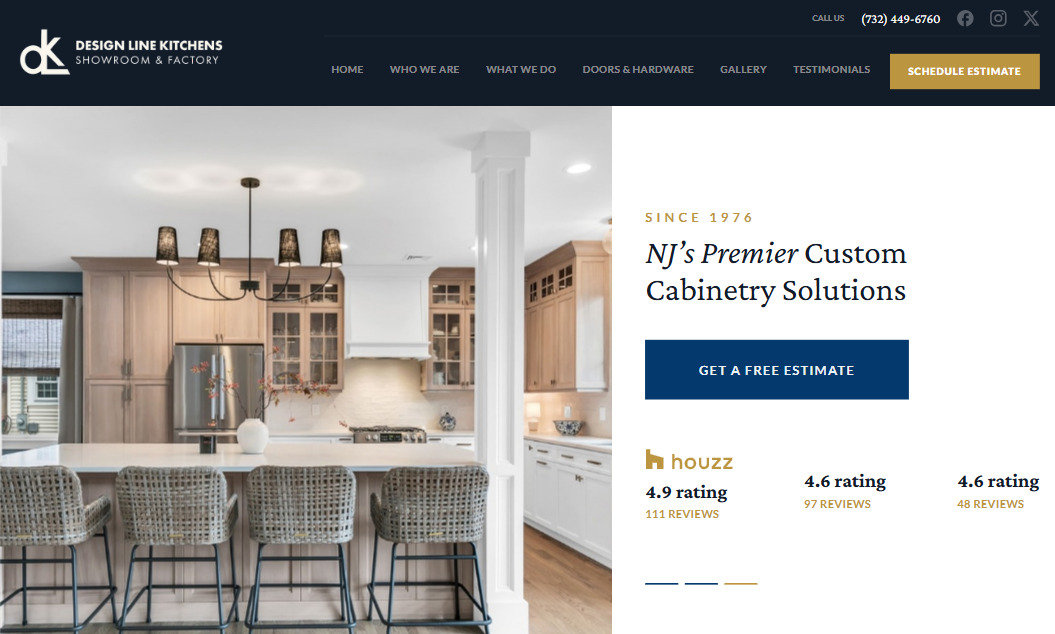 CALL US (732) 449-6760
DESIGN LINE KITCHENS
SHOWROOM & FACTORY
HOME WHO WE ARE WHAT WE DO DOORS & HARDWARE GALLERY TESTIMONIALS SCHEDULE ESTIMATE
SINCE 1976
NJ’s Premier Custom
Cabinetry Solutions
GET A FREE ESTIMATE
houzz
4.9 rating 4.6 rating 4.6 rating
111 REVIEWS 97 REVIEWS 48 REVIEWS